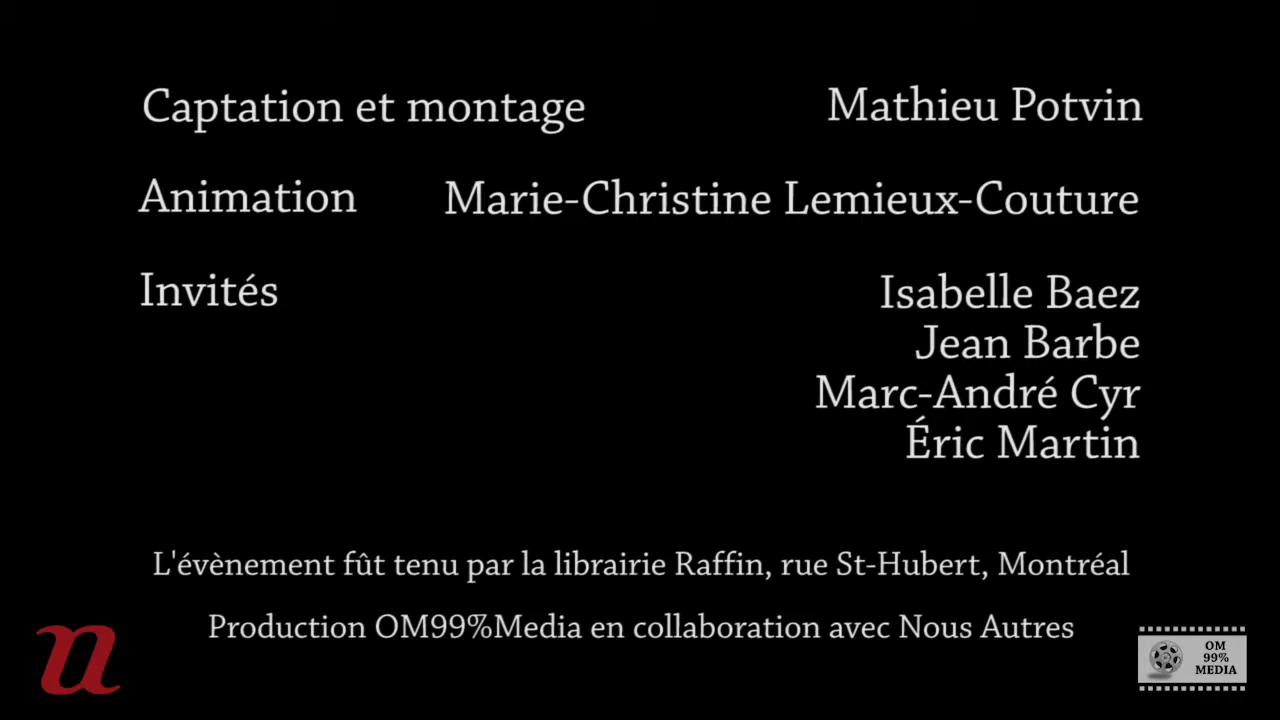 Captation et montage Mathieu Potvin
Animation Marie-Christine Lemieux-Couture
Invités Isabelle Baez
Jean Barbe
Marc-André Cyr
Éric Martin
L'évènement fût tenu par la librairie Raffin, rue St-Hubert, Montréal
Production OM99%Media en collaboration avec Nous Autres
n
OM
99%
MEDIA